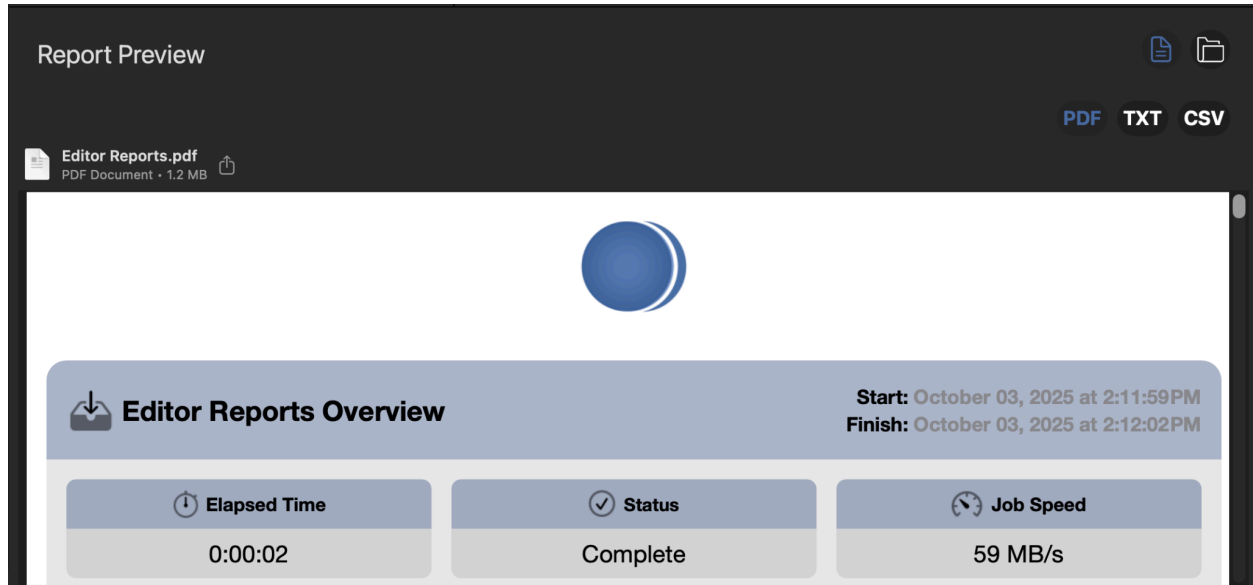 Report Preview
PDF TXT CSV
Editor Reports.pdf
PDF Document • 1.2 MB
Editor Reports Overview
Start: October 03, 2025 at 2:11:59PM
Finish: October 03, 2025 at 2:12:02PM
Elapsed Time
0:00:02
Status
Complete
Job Speed
59 MB/s